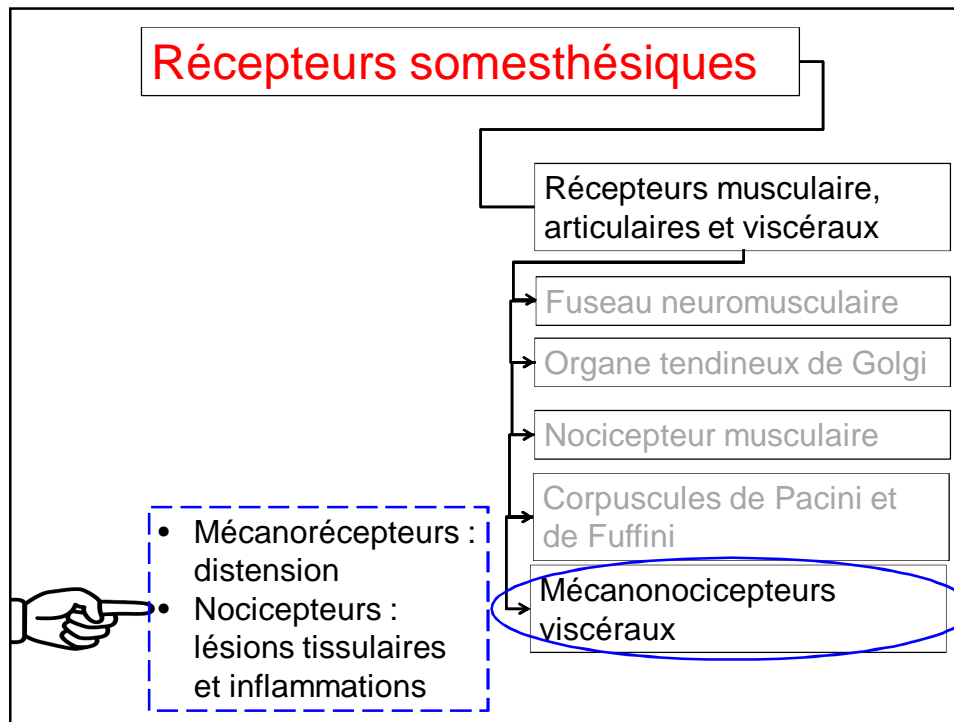 Récepteurs somesthésiques
Récepteurs musculaire,
articulaires et viscéraux
Fuseau neuromusculaire
Organe tendineux de Golgi
Nocicepteur musculaire
Corpuscules de Pacini et
de Fuffini
Mécanonocicepteurs
viscéraux
• Mécanorécepteurs :
distension
• Nocicepteurs :
lésions tissulaires
et inflammations